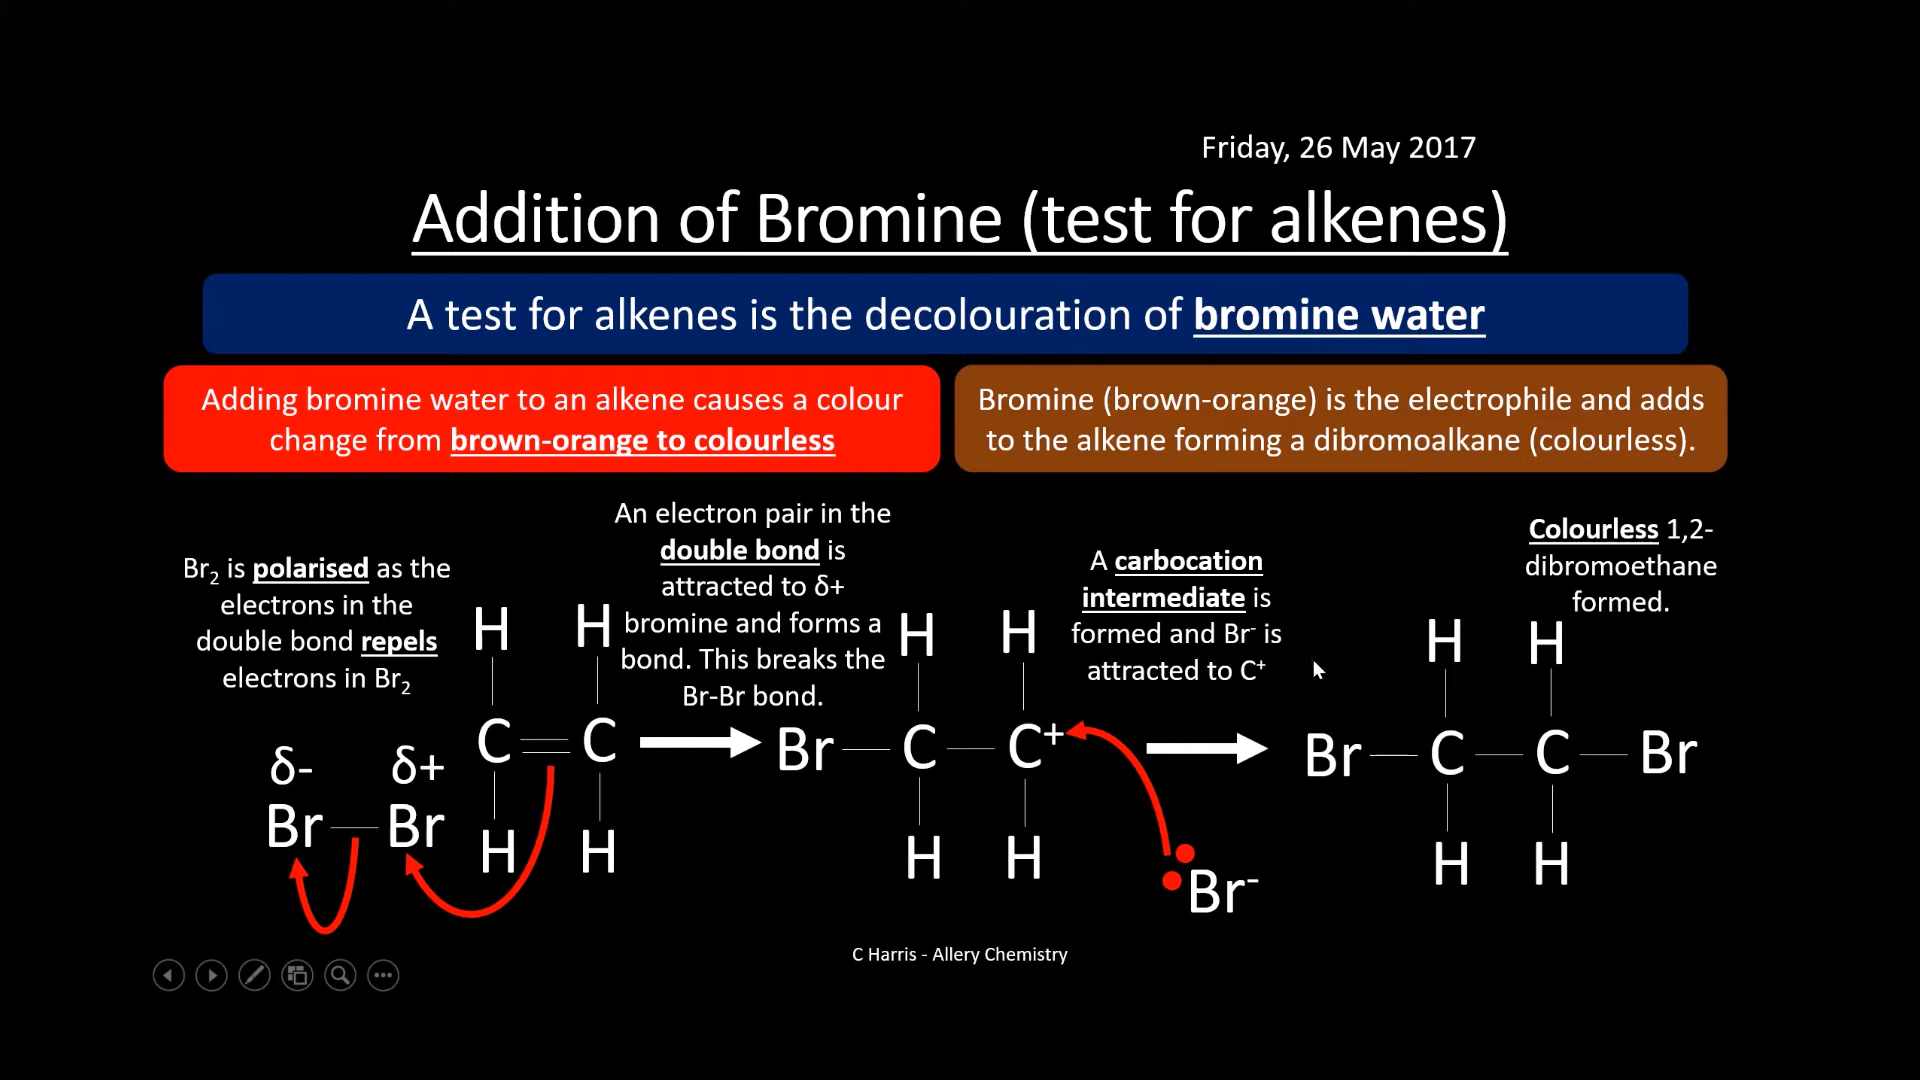 Friday, 26 May 2017
Addition of Bromine (test for alkenes)
A test for alkenes is the decolouration of bromine water
Adding bromine water to an alkene causes a colour
change from brown-orange to colourless
Bromine (brown-orange) is the electrophile and adds
to the alkene forming a dibromoalkane (colourless).
Br₂ is polarised as the
electrons in the
double bond repels
electrons in Br₂
An electron pair in the
double bond is
attracted to δ+
bromine and forms a
bond. This breaks the
Br-Br bond.
A carbocation
intermediate is
formed and Br⁻ is
attracted to C⁺
Colourless 1,2-
dibromoethane
formed.
H H
C C
H H
δ- δ+
Br Br
H H
Br C C⁺
H H
Br⁻
H H
Br C C Br
H H
C Harris - Allery Chemistry